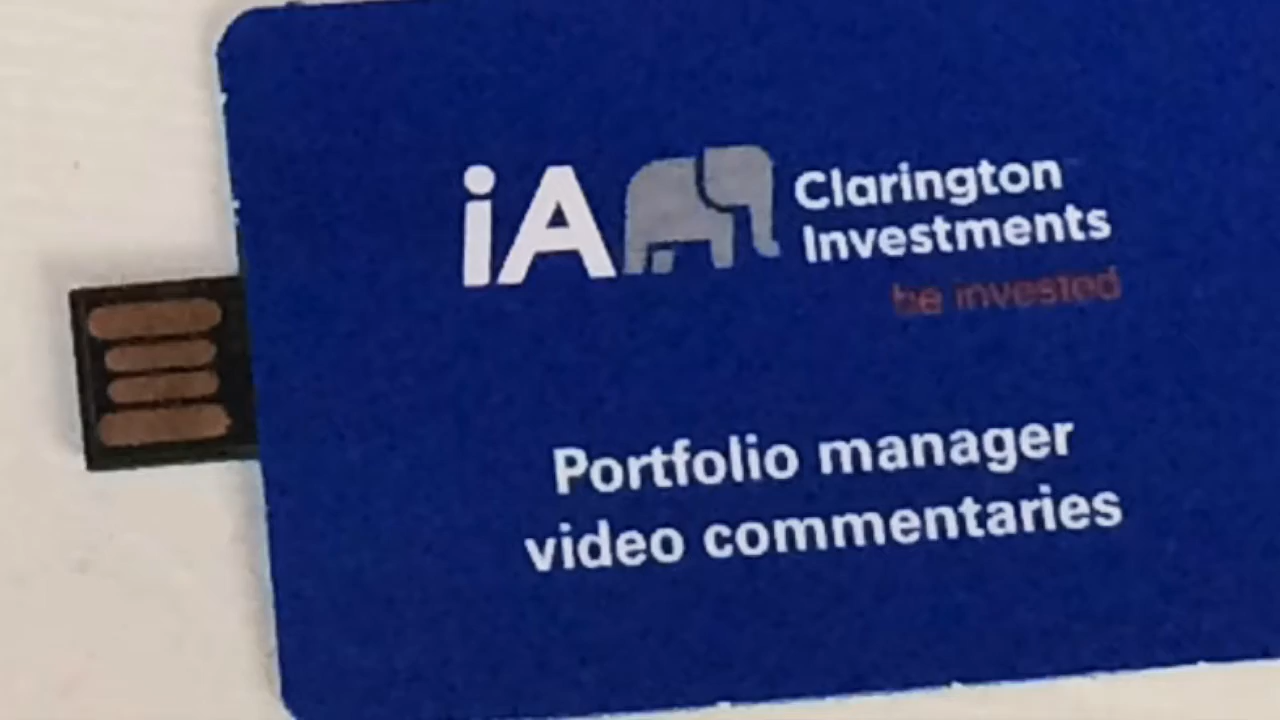 iA Clarington
Investments
be invested
Portfolio manager
video commentaries